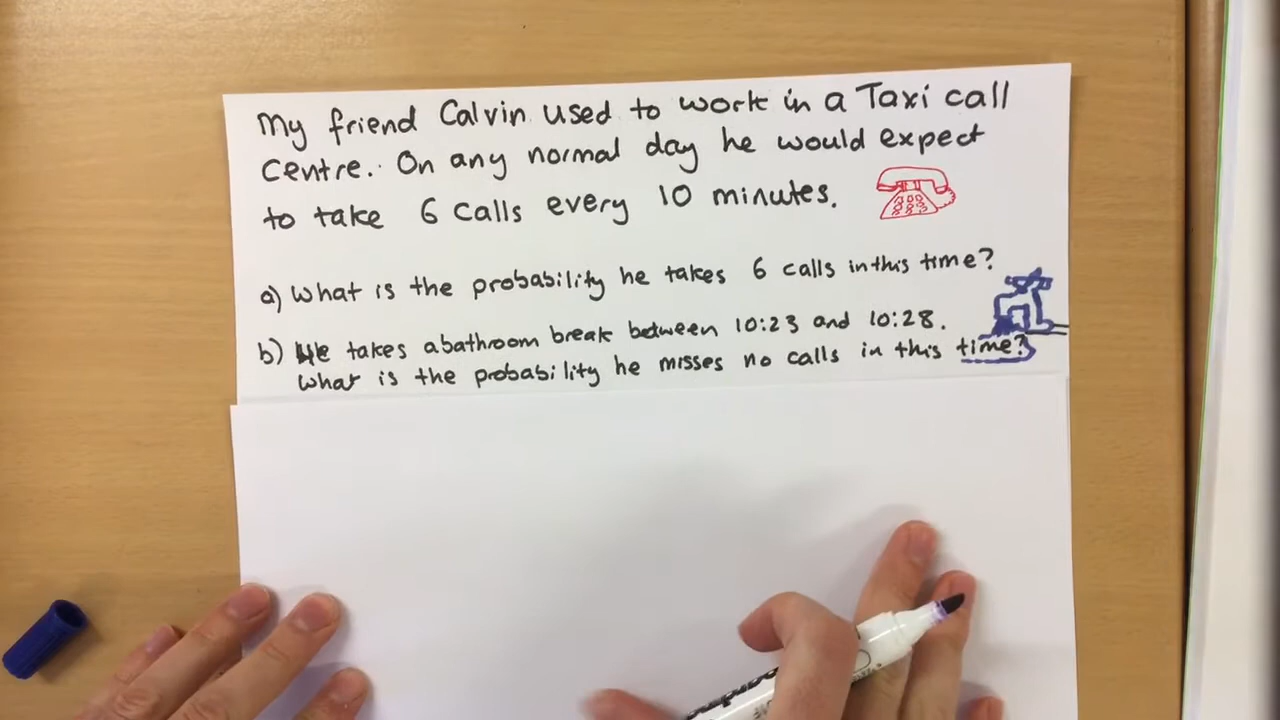 My friend Calvin used to work in a Taxi call
centre. On any normal day he would expect
to take 6 calls every 10 minutes.
a) What is the probability he takes 6 calls in this time?
b) He takes a bathroom break between 10:23 and 10:28.
What is the probability he misses no calls in this time?